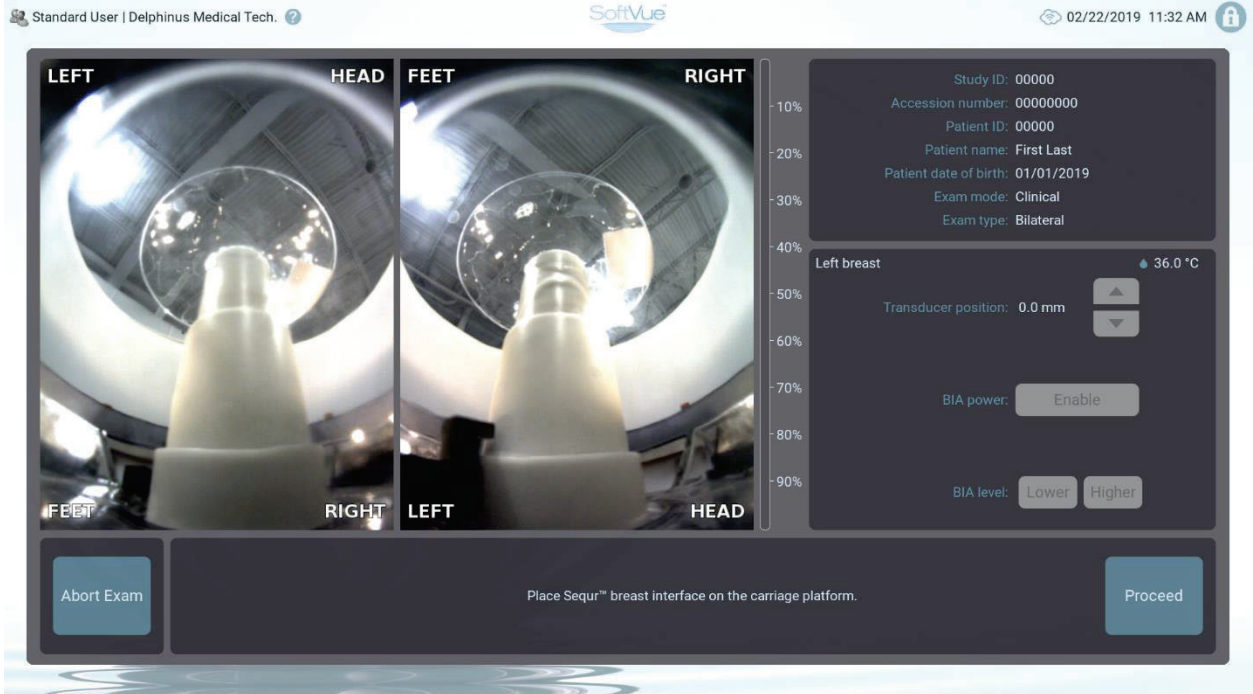 Standard User | Delphinus Medical Tech. ?
SoftVue
02/22/2019 11:32 AM
LEFT HEAD
FEET RIGHT
FEET RIGHT
LEFT HEAD
10%
20%
30%
40%
50%
60%
70%
80%
90%
Study ID: 00000
Accession number: 00000000
Patient ID: 00000
Patient name: First Last
Patient date of birth: 01/01/2019
Exam mode: Clinical
Exam type: Bilateral
Left breast 36.0 °C
Transducer position: 0.0 mm
BIA power: Enable
BIA level: Lower Higher
Abort Exam
Place Sequr™ breast interface on the carriage platform.
Proceed